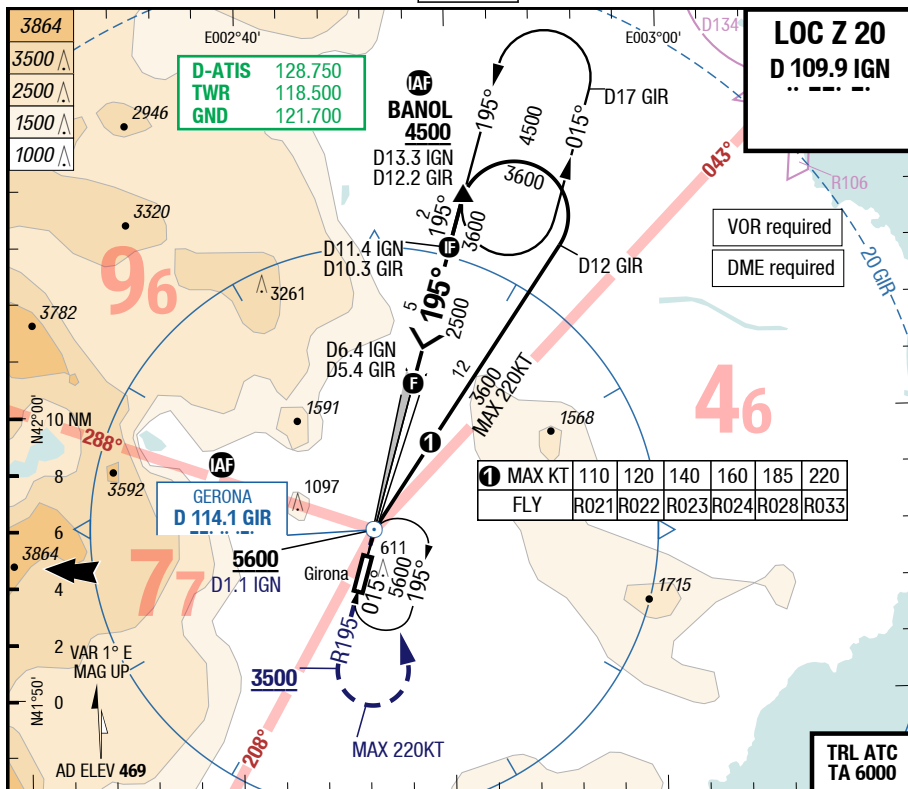 3864
3500
2500
1500
1000
E002°40'
E003°00'
D134
LOC Z 20
D 109.9 IGN
D-ATIS 128.750
TWR 118.500
GND 121.700
2946
IAF
BANOL
4500
D13.3 IGN
D12.2 GIR
195°
4500
015°
D17 GIR
043°
R106
3600
2
195°
3600
VOR required
DME required
20 GIR
3320
96
3261
D11.4 IGN
D10.3 GIR
IF
D12 GIR
195°
5
2500
3782
D6.4 IGN
D5.4 GIR
F
12
3600
MAX 220KT
46
1591
1568
N42°00'
10 NM
288°
1
IAF
8
3592
1097
GERONA
D 114.1 GIR
1 MAX KT 110 120 140 160 185 220
FLY R021 R022 R023 R024 R028 R033
6
3864
77
5600
D1.1 IGN
Girona
611
015°
5600
195°
1715
4
2
VAR 1° E
MAG UP
R195
3500
N41°50'
0
208°
MAX 220KT
AD ELEV 469
TRL ATC
TA 6000